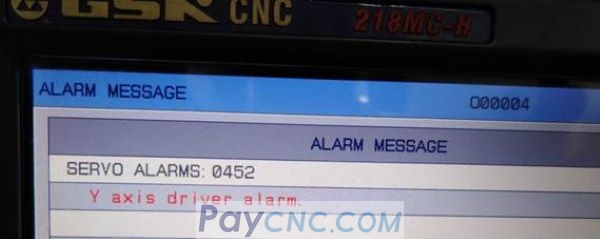 GSK CNC 218MC-H
ALARM MESSAGE O00004
ALARM MESSAGE
SERVO ALARMS: 0452
Y axis driver alarm.
PayCNC.COM